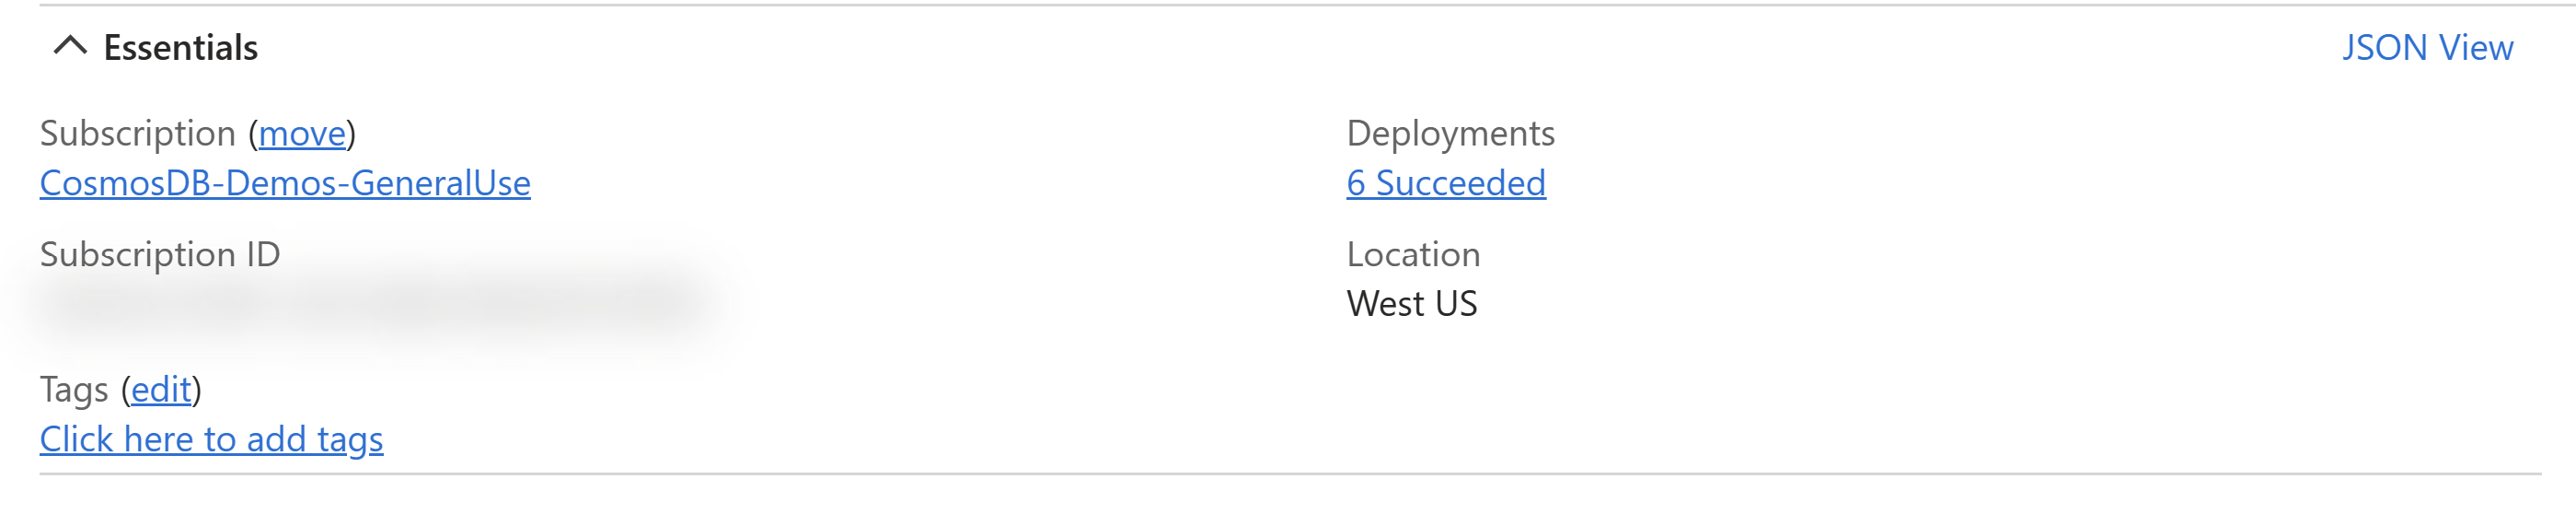 Essentials
JSON View
Subscription (move)
CosmosDB-Demos-GeneralUse
Deployments
6 Succeeded
Subscription ID
Location
West US
Tags (edit)
Click here to add tags